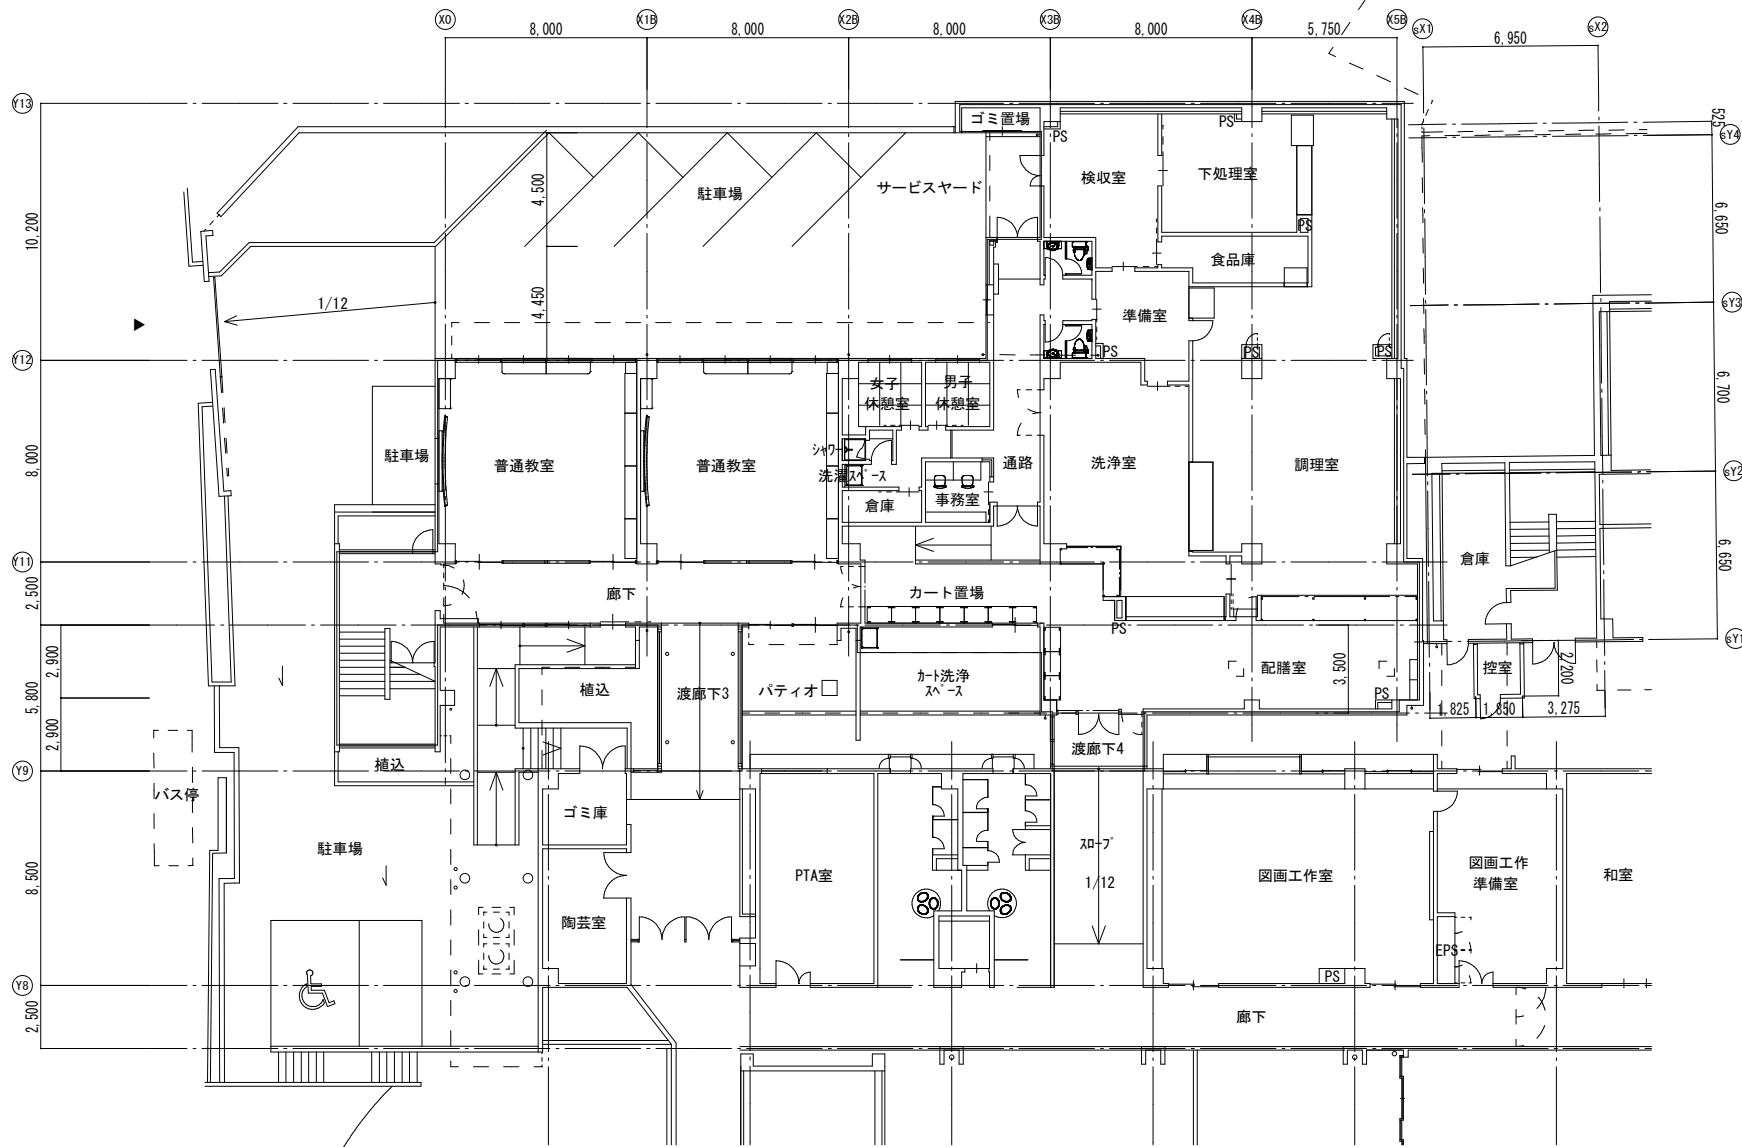 X0
X1B
X2B
X3B
X4B
X5B
sX1
sX2
8,000
8,000
8,000
8,000
5,750
6,950
Y13
ゴミ置場
PS
PS
525
sY4
検収室
下処理室
駐車場
サービスヤード
4,500
10,200
PS
6,650
食品庫
1/12
4,450
準備室
sY3
Y12
PS
PS
PS
女子
休憩室
男子
休憩室
6,700
駐車場
普通教室
普通教室
シャワー
洗濯スペース
通路
洗浄室
調理室
8,000
sY2
倉庫
事務室
Y11
倉庫
6,650
2,500
廊下
カート置場
PS
sY1
2,900
5,800
2,900
植込
渡廊下3
パティオ
カート洗浄
スペース
配膳室
3,500
控室
2,200
PS
1,825
1,850
3,275
渡廊下4
Y9
植込
バス停
ゴミ庫
駐車場
スロープ
1/12
8,500
PTA室
図画工作室
図画工作
準備室
和室
陶芸室
EPS
PS
Y8
2,500
廊下